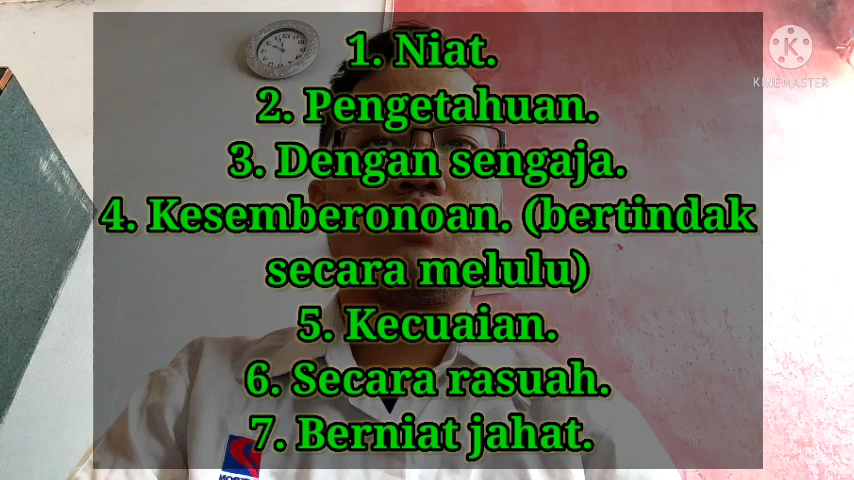 1. Niat.
2. Pengetahuan.
3. Dengan sengaja.
4. Kesemberonoan. (bertindak
secara melulu)
5. Kecuaian.
6. Secara rasuah.
7. Berniat jahat.
KINEMASTER